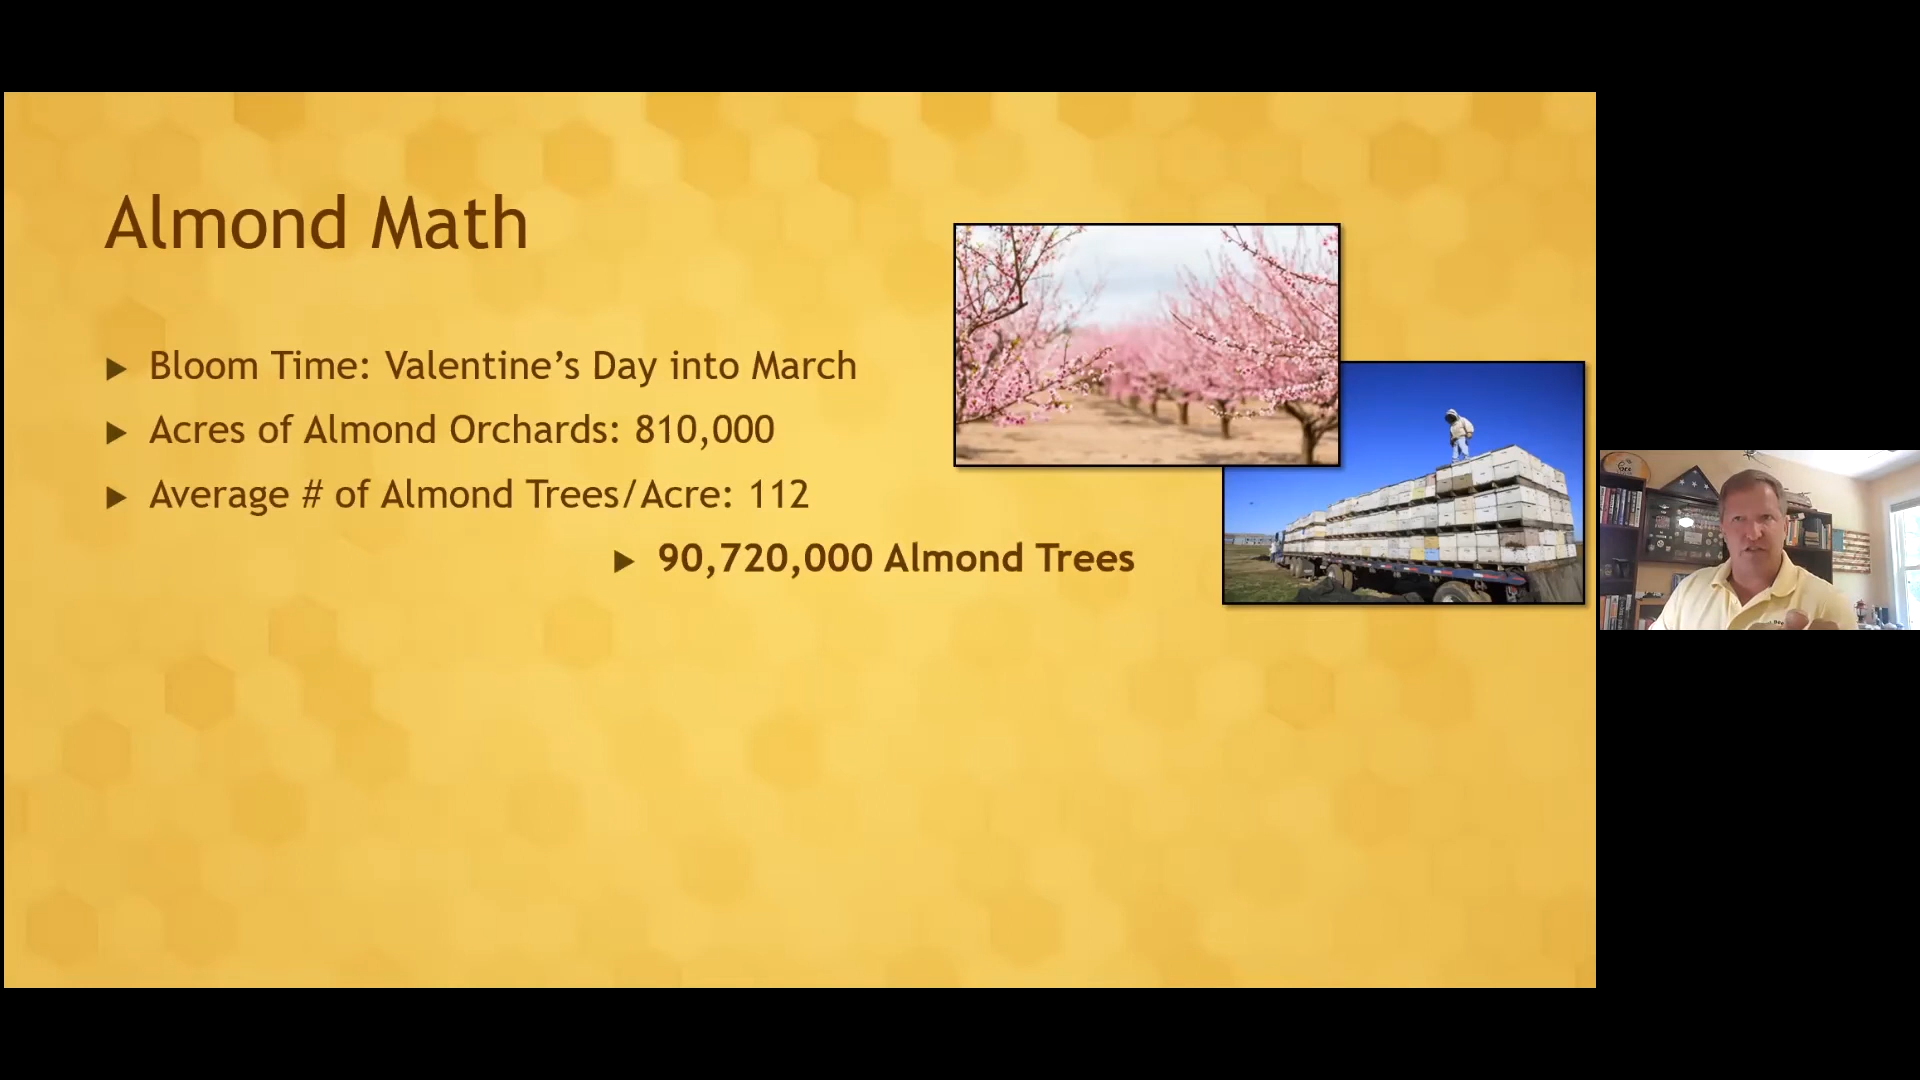 Almond Math
Bloom Time: Valentine’s Day into March
Acres of Almond Orchards: 810,000
Average # of Almond Trees/Acre: 112
90,720,000 Almond Trees